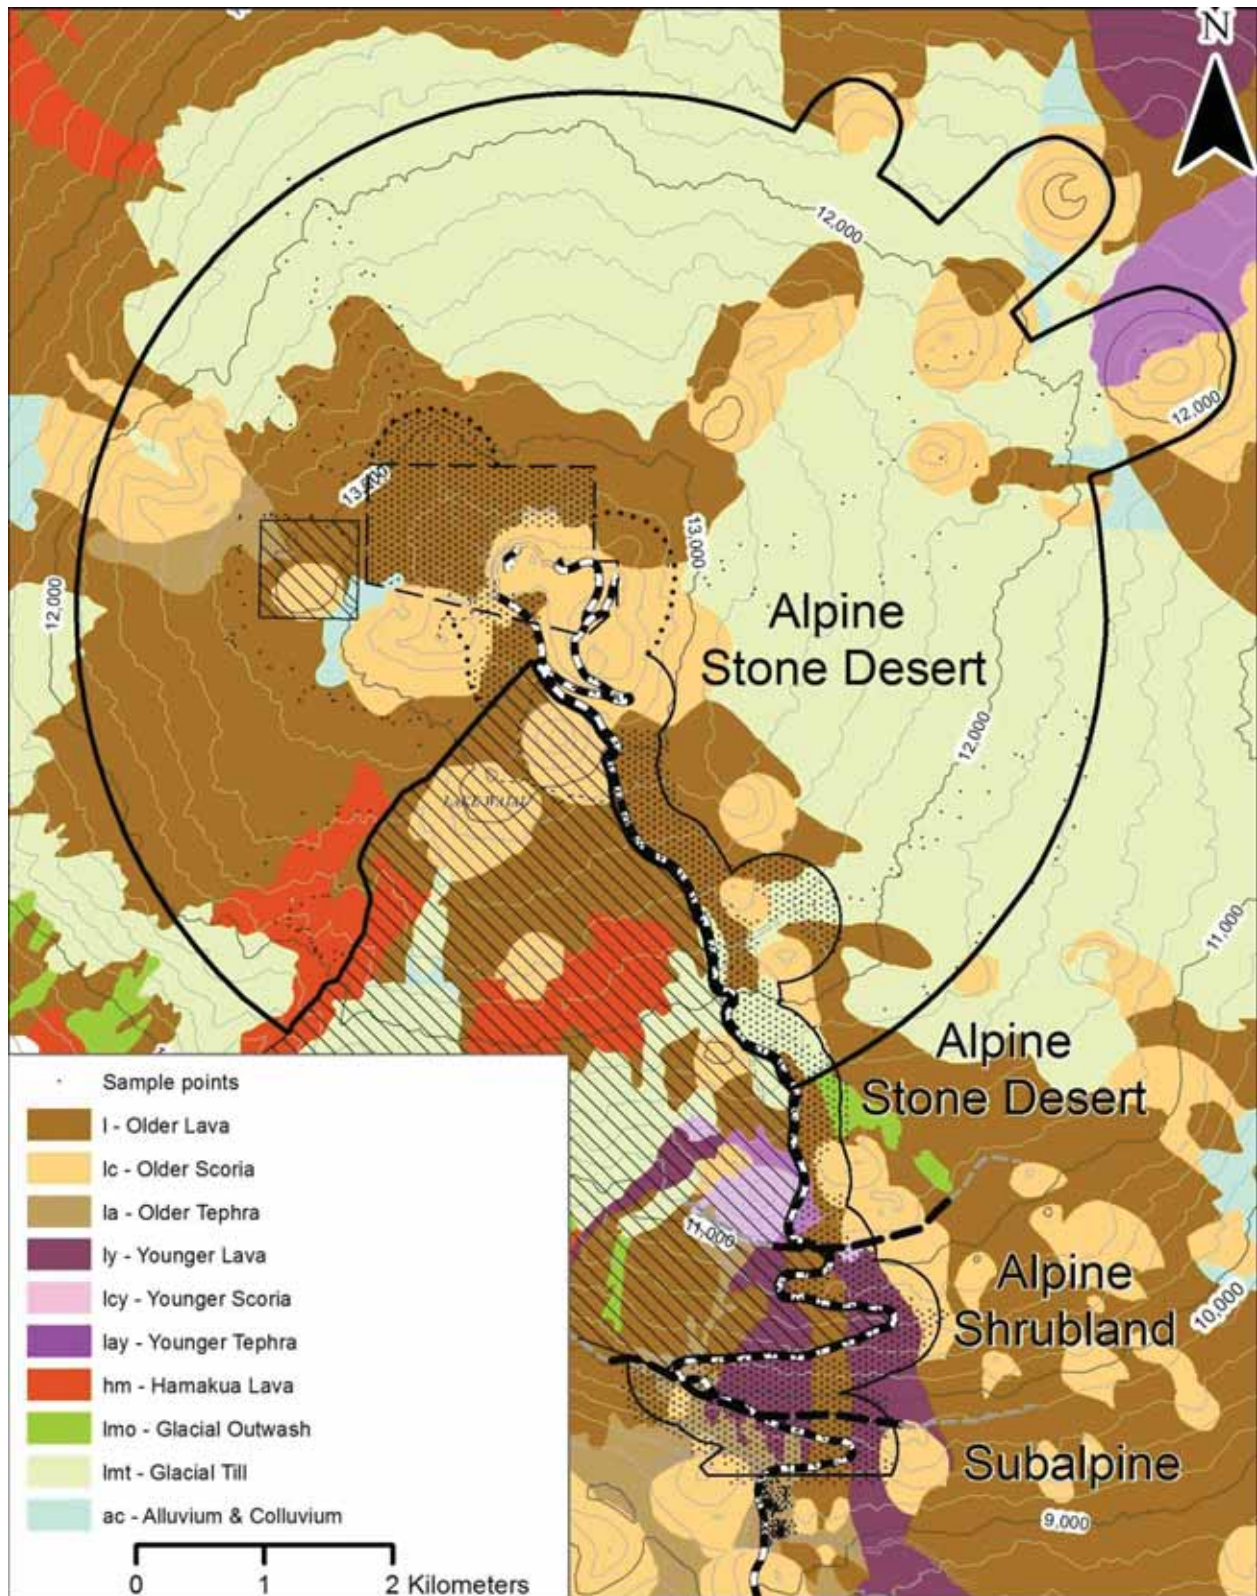 N
12,000
12,000
13,000
13,000
12,000
Alpine
Stone Desert
12,000
LAKE WAIAU
11,000
Alpine
Stone Desert
11,000
Alpine
Shrubland
10,000
Subalpine
9,000
Sample points
l - Older Lava
lc - Older Scoria
la - Older Tephra
ly - Younger Lava
lcy - Younger Scoria
lay - Younger Tephra
hm - Hamakua Lava
lmo - Glacial Outwash
lmt - Glacial Till
ac - Alluvium & Colluvium
0 1 2 Kilometers